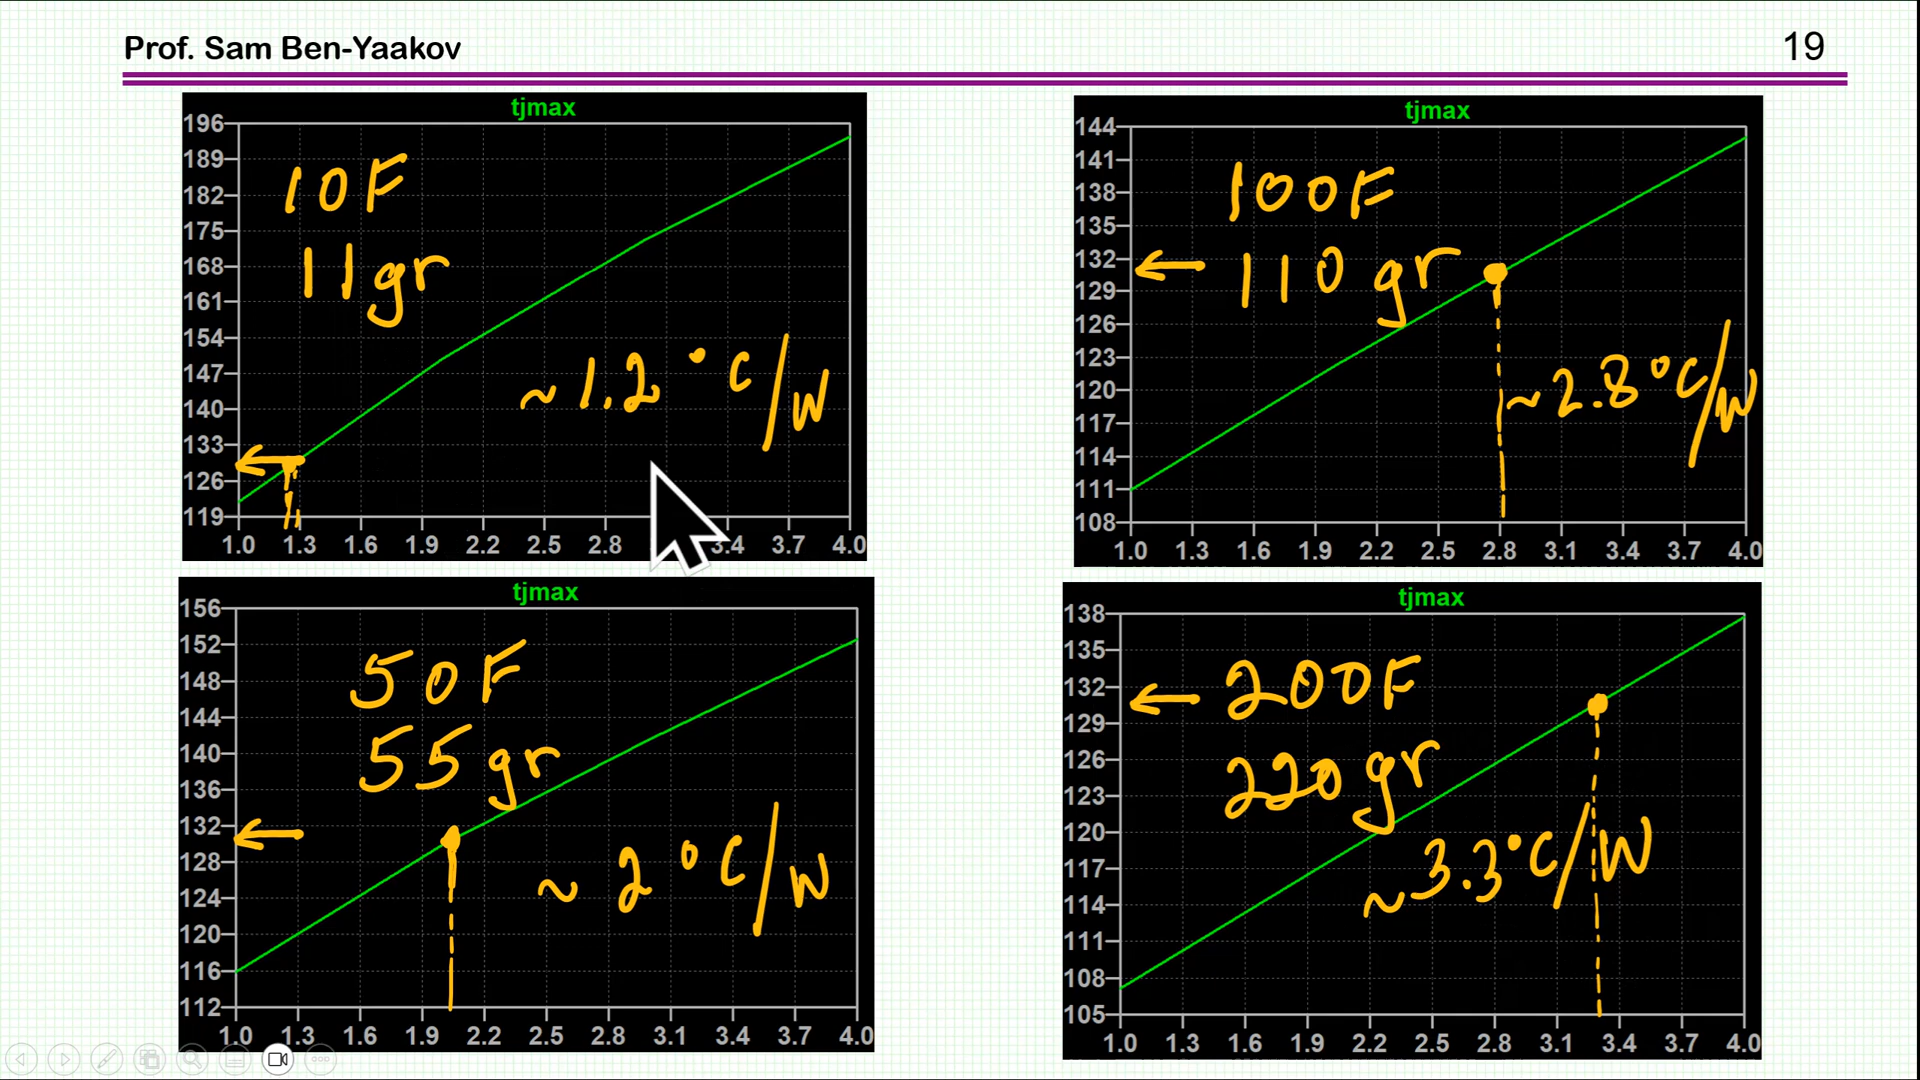 Prof. Sam Ben-Yaakov
19
tjmax
196
189
182
175
168
161
154
147
140
133
126
119
1.0 1.3 1.6 1.9 2.2 2.5 2.8 3.4 3.7 4.0
10F
11gr
~1.2°C/W
tjmax
144
141
138
135
132
129
126
123
120
117
114
111
108
1.0 1.3 1.6 1.9 2.2 2.5 2.8 3.1 3.4 3.7 4.0
100F
110gr
~2.8°C/W
tjmax
156
152
148
144
140
136
132
128
124
120
116
112
1.0 1.3 1.6 1.9 2.2 2.5 2.8 3.1 3.4 3.7 4.0
50F
55gr
~2°C/W
tjmax
138
135
132
129
126
123
120
117
114
111
108
105
1.0 1.3 1.6 1.9 2.2 2.5 2.8 3.1 3.4 3.7 4.0
200F
220gr
~3.3°C/W